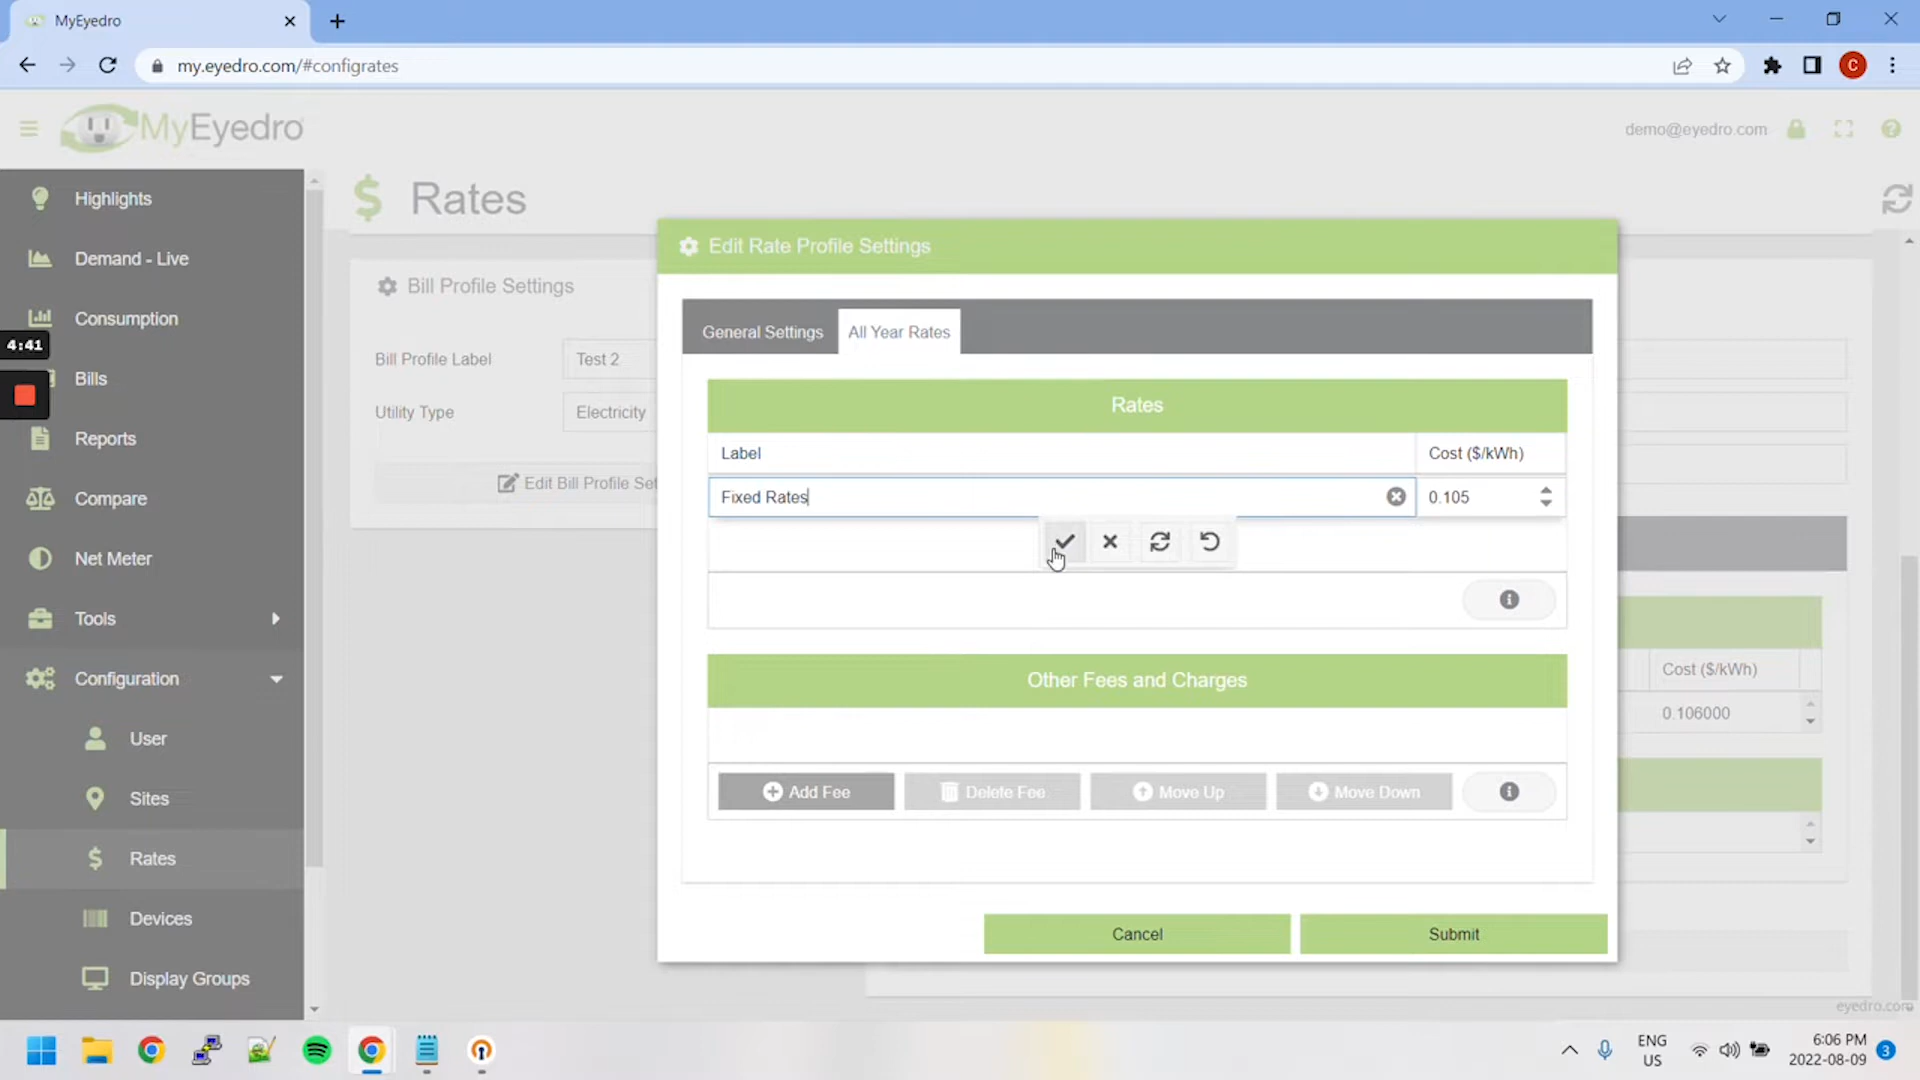 MyEyedro
my.eyedro.com/#configrates
C
MyEyedro
demo@eyedro.com
Highlights
Demand - Live
Consumption
4:41
Bills
Reports
Compare
Net Meter
Tools
Configuration
User
Sites
Rates
Devices
Display Groups
$ Rates
Bill Profile Settings
Bill Profile Label
Test 2
Utility Type
Electricity
Edit Bill Profile Set
Edit Rate Profile Settings
General Settings
All Year Rates
Rates
Label
Cost ($/kWh)
Fixed Rates
0.105
Other Fees and Charges
Add Fee
Delete Fee
Move Up
Move Down
Cancel
Submit
Cost ($/kWh)
0.106000
eyedro.com
ENG
US
6:06 PM
2022-08-09
3